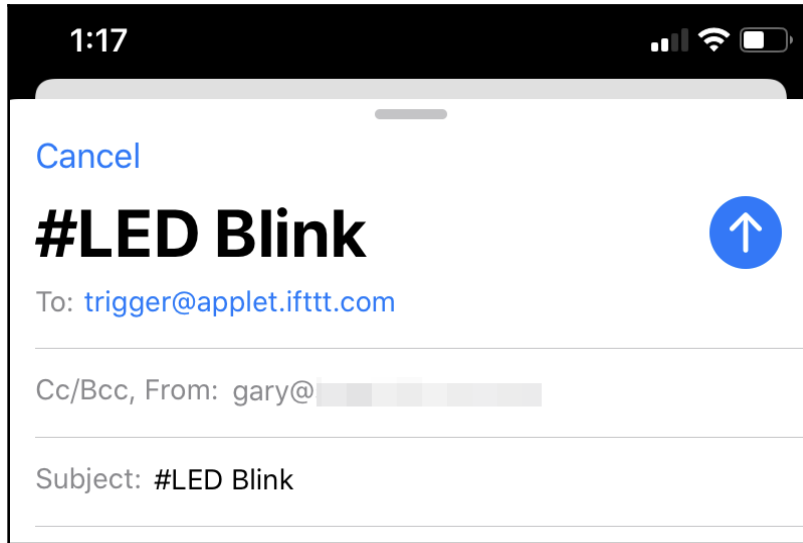 1:17
Cancel
#LED Blink
To: trigger@applet.ifttt.com
Cc/Bcc, From: gary@
Subject: #LED Blink